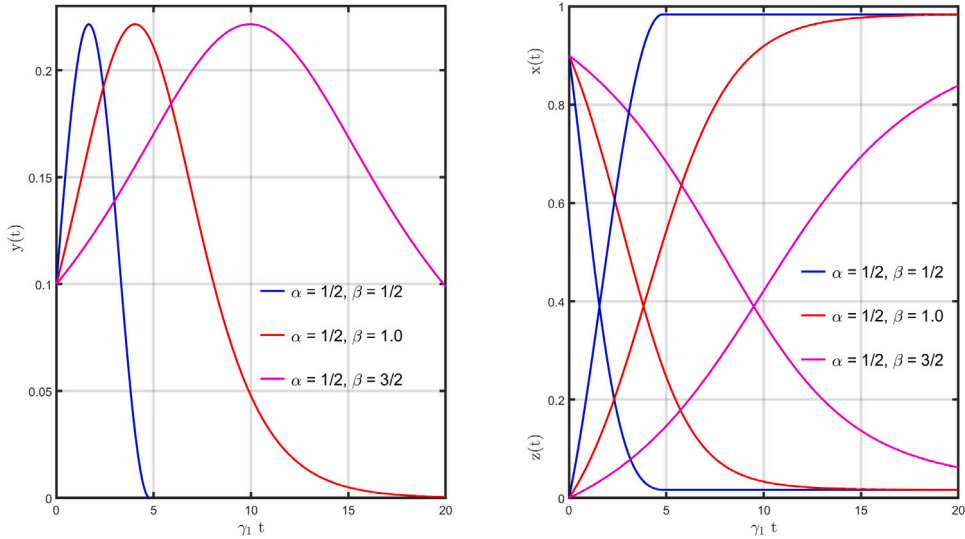 0.2
0.15
0.1
0.05
0
y(t)
α = 1/2, β = 1/2
α = 1/2, β = 1.0
α = 1/2, β = 3/2
0 5 10 15 20
γ₁ t
1
0.8
0.6
0.4
0.2
0
x(t)
z(t)
α = 1/2, β = 1/2
α = 1/2, β = 1.0
α = 1/2, β = 3/2
0 5 10 15 20
γ₁ t